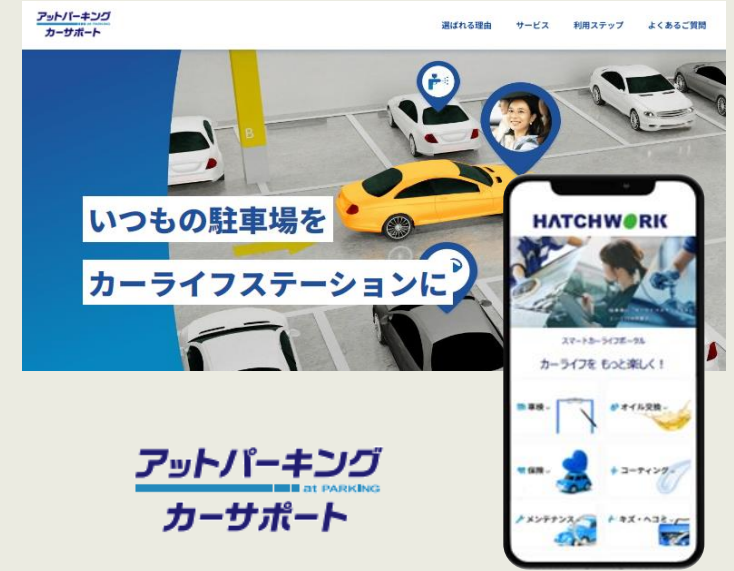 アットパーキング
at PARKING
カーサポート
選ばれる理由
サービス
利用ステップ
よくあるご質問
B
いつもの駐車場を
カーライフステーションに
HATCHWORK
スマートカーライフポータル
カーライフを もっと楽しく！
車検
オイル交換
保険
コーティング
メンテナンス
キズ・ヘコミ
アットパーキング
at PARKING
カーサポート